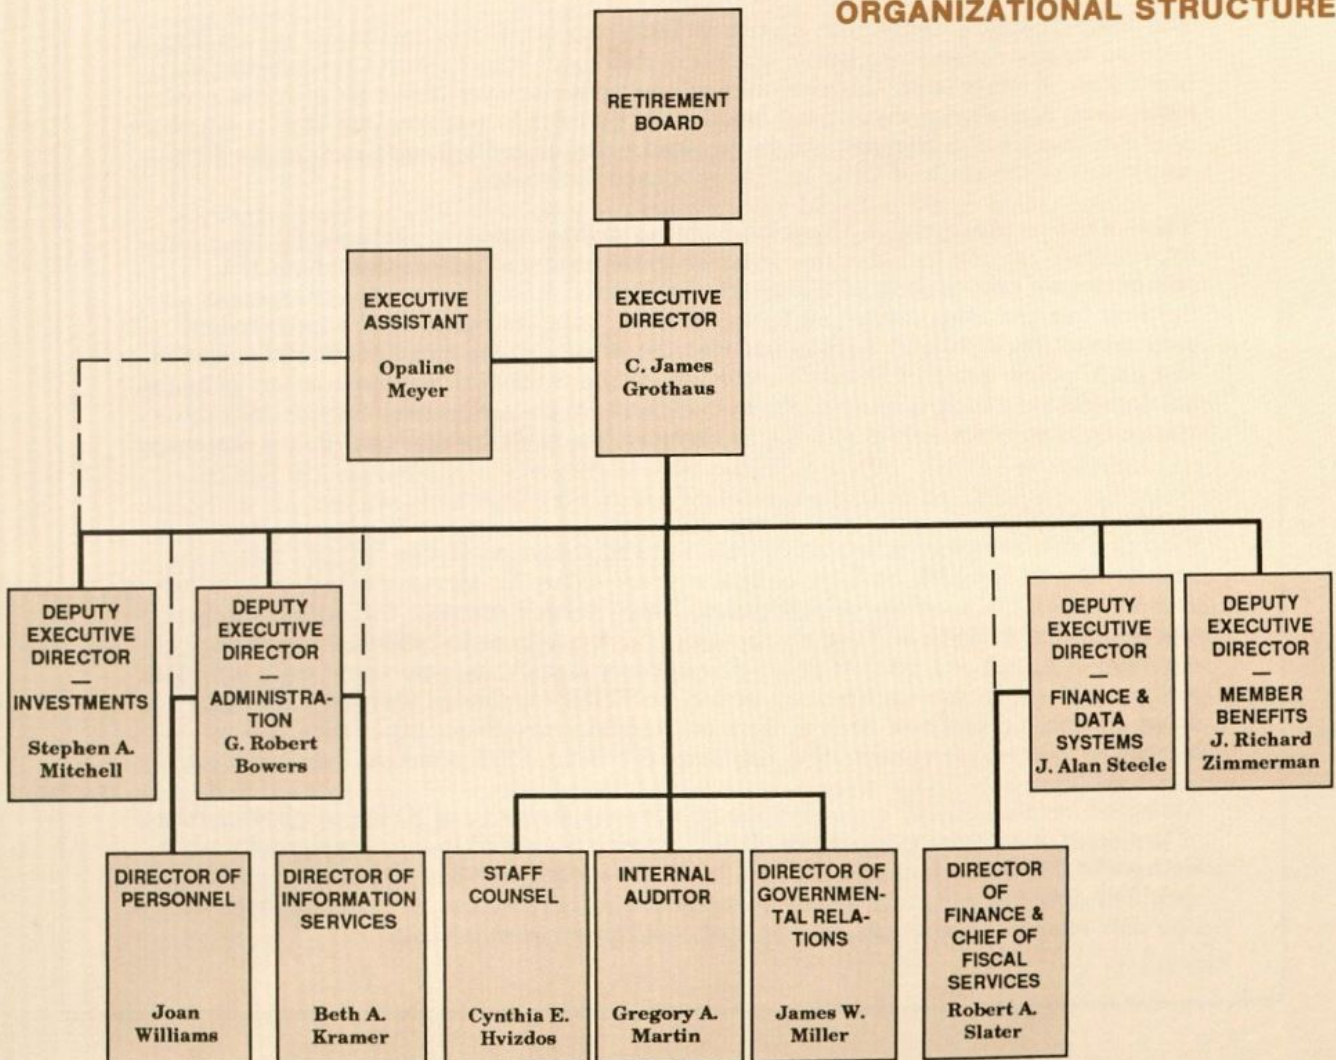 ORGANIZATIONAL STRUCTURE
RETIREMENT
BOARD
EXECUTIVE
ASSISTANT
Opaline
Meyer
EXECUTIVE
DIRECTOR
C. James
Grothaus
DEPUTY
EXECUTIVE
DIRECTOR
—
INVESTMENTS
Stephen A.
Mitchell
DEPUTY
EXECUTIVE
DIRECTOR
—
ADMINISTRA-
TION
G. Robert
Bowers
DEPUTY
EXECUTIVE
DIRECTOR
—
FINANCE &
DATA
SYSTEMS
J. Alan Steele
DEPUTY
EXECUTIVE
DIRECTOR
—
MEMBER
BENEFITS
J. Richard
Zimmerman
DIRECTOR OF
PERSONNEL
Joan
Williams
DIRECTOR OF
INFORMATION
SERVICES
Beth A.
Kramer
STAFF
COUNSEL
Cynthia E.
Hvizdos
INTERNAL
AUDITOR
Gregory A.
Martin
DIRECTOR OF
GOVERNMEN-
TAL RELA-
TIONS
James W.
Miller
DIRECTOR
OF
FINANCE &
CHIEF OF
FISCAL
SERVICES
Robert A.
Slater